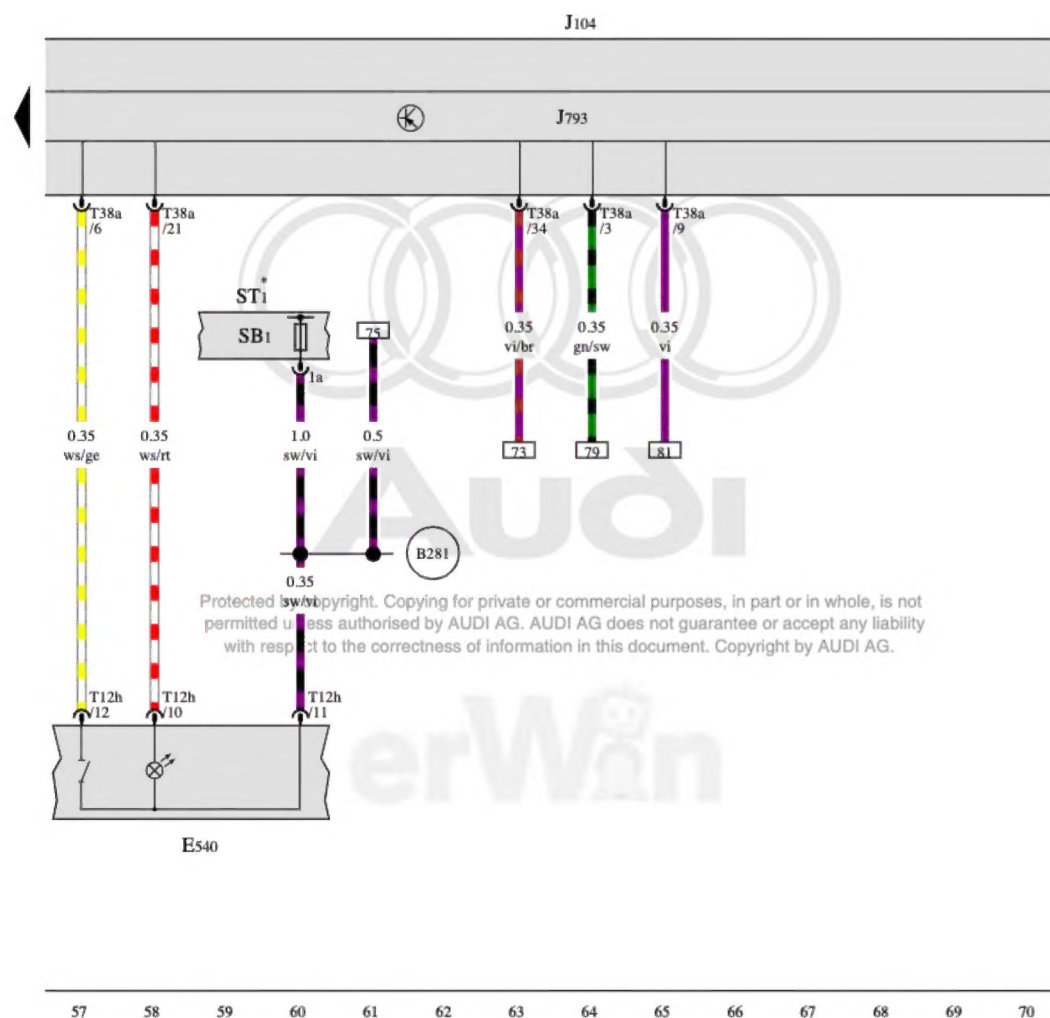 J104
J793
T38a
/6
T38a
/21
T38a
/34
T38a
/3
T38a
/9
ST1*
SB1
75
1a
0.35
vi/br
0.35
gn/sw
0.35
vi
0.35
ws/ge
0.35
ws/rt
1.0
sw/vi
0.5
sw/vi
73
79
81
Audi
B281
0.35
sw/vi
Protected by copyright. Copying for private or commercial purposes, in part or in whole, is not
permitted unless authorised by AUDI AG. AUDI AG does not guarantee or accept any liability
with respect to the correctness of information in this document. Copyright by AUDI AG.
T12h
/12
T12h
/10
T12h
/11
erWin
E540
57 58 59 60 61 62 63 64 65 66 67 68 69 70